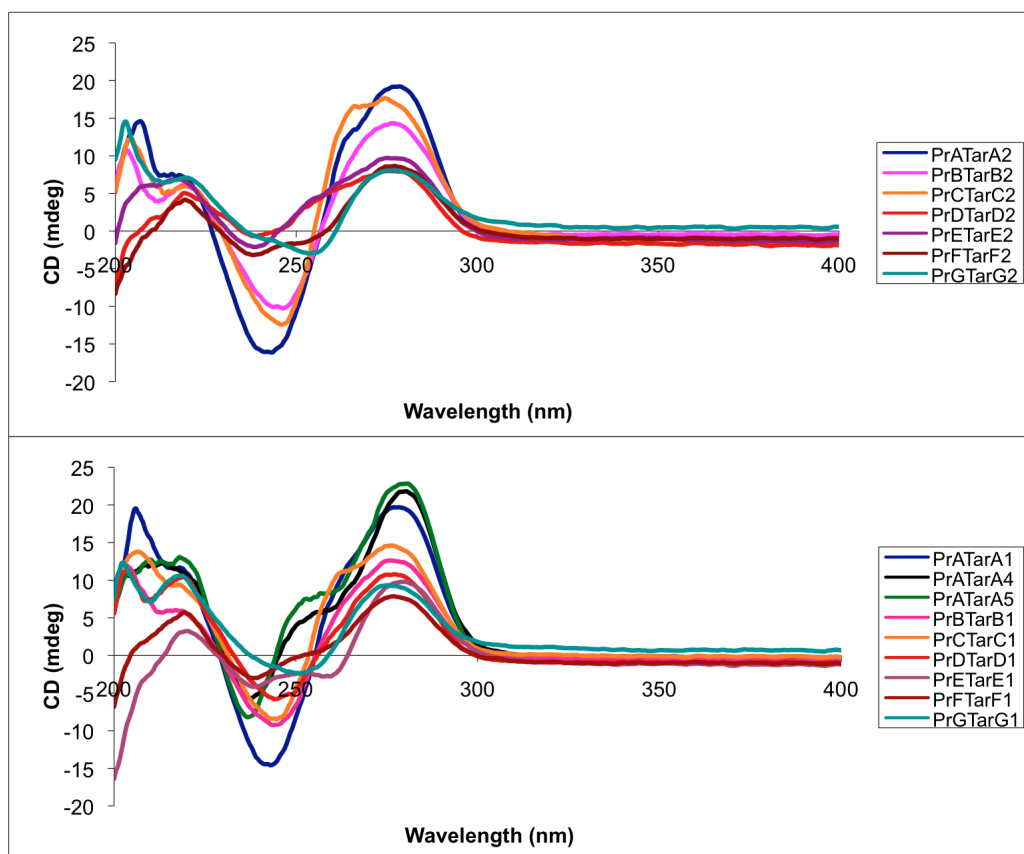 25
20
15
10
5
0
-5
-10
-15
-20
CD (mdeg)
200 250 300 350 400
Wavelength (nm)
PrATarA2
PrBTarB2
PrCTarC2
PrDTarD2
PrETarE2
PrFTarF2
PrGTarG2
25
20
15
10
5
0
-5
-10
-15
-20
CD (mdeg)
200 250 300 350 400
Wavelength (nm)
PrATarA1
PrATarA4
PrATarA5
PrBTarB1
PrCTarC1
PrDTarD1
PrETarE1
PrFTarF1
PrGTarG1